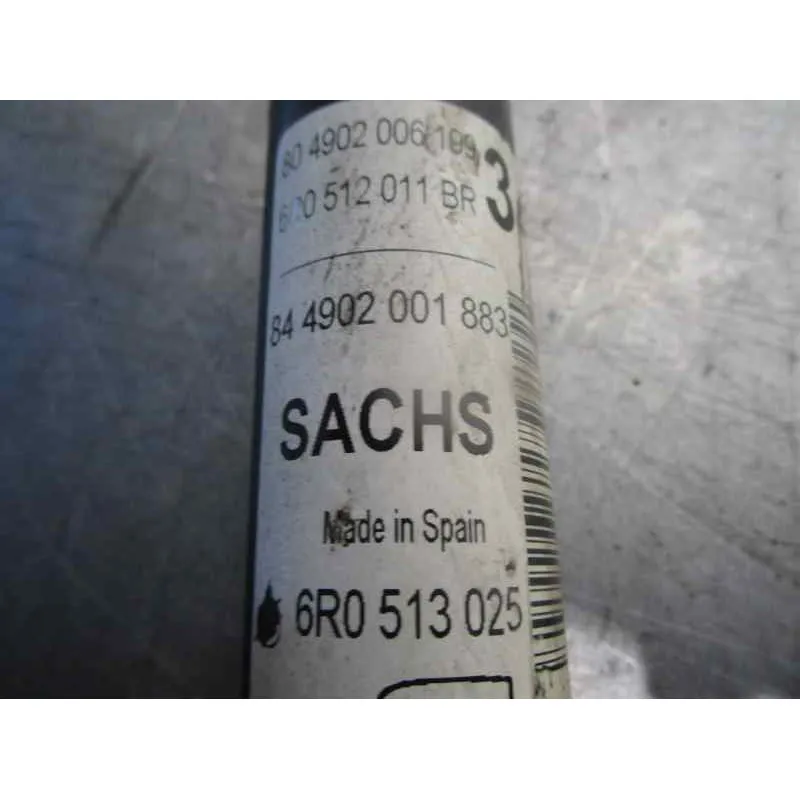 80 4902 006 199
512 011 BR 3
84 4902 001 883
SACHS
Made in Spain
6R0 513 025